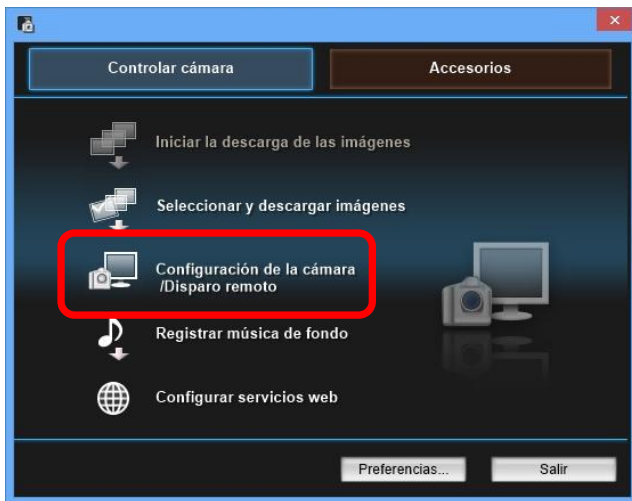 Controlar cámara
Accesorios
Iniciar la descarga de las imágenes
Seleccionar y descargar imágenes
Configuración de la cámara
/Disparo remoto
Registrar música de fondo
Configurar servicios web
Preferencias...
Salir